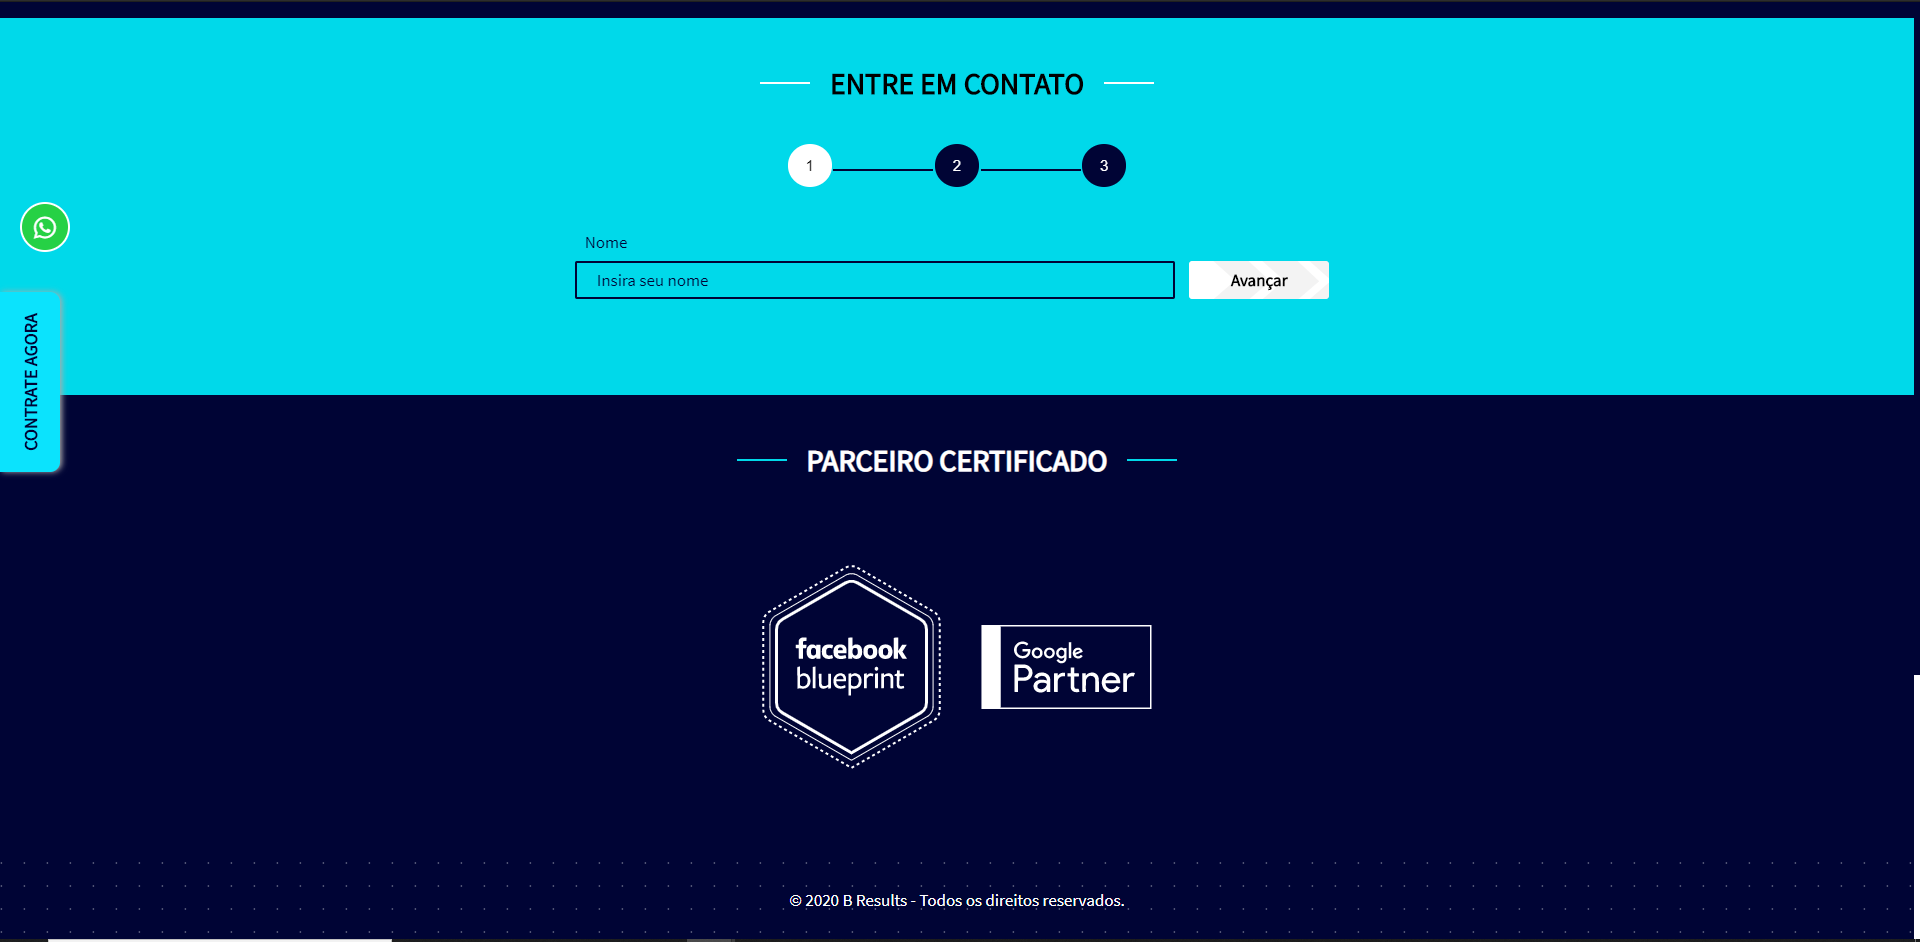 ENTRE EM CONTATO
1 2 3
Nome
Insira seu nome
Avançar
CONTRATE AGORA
PARCEIRO CERTIFICADO
facebook
blueprint
Google
Partner
© 2020 B Results - Todos os direitos reservados.